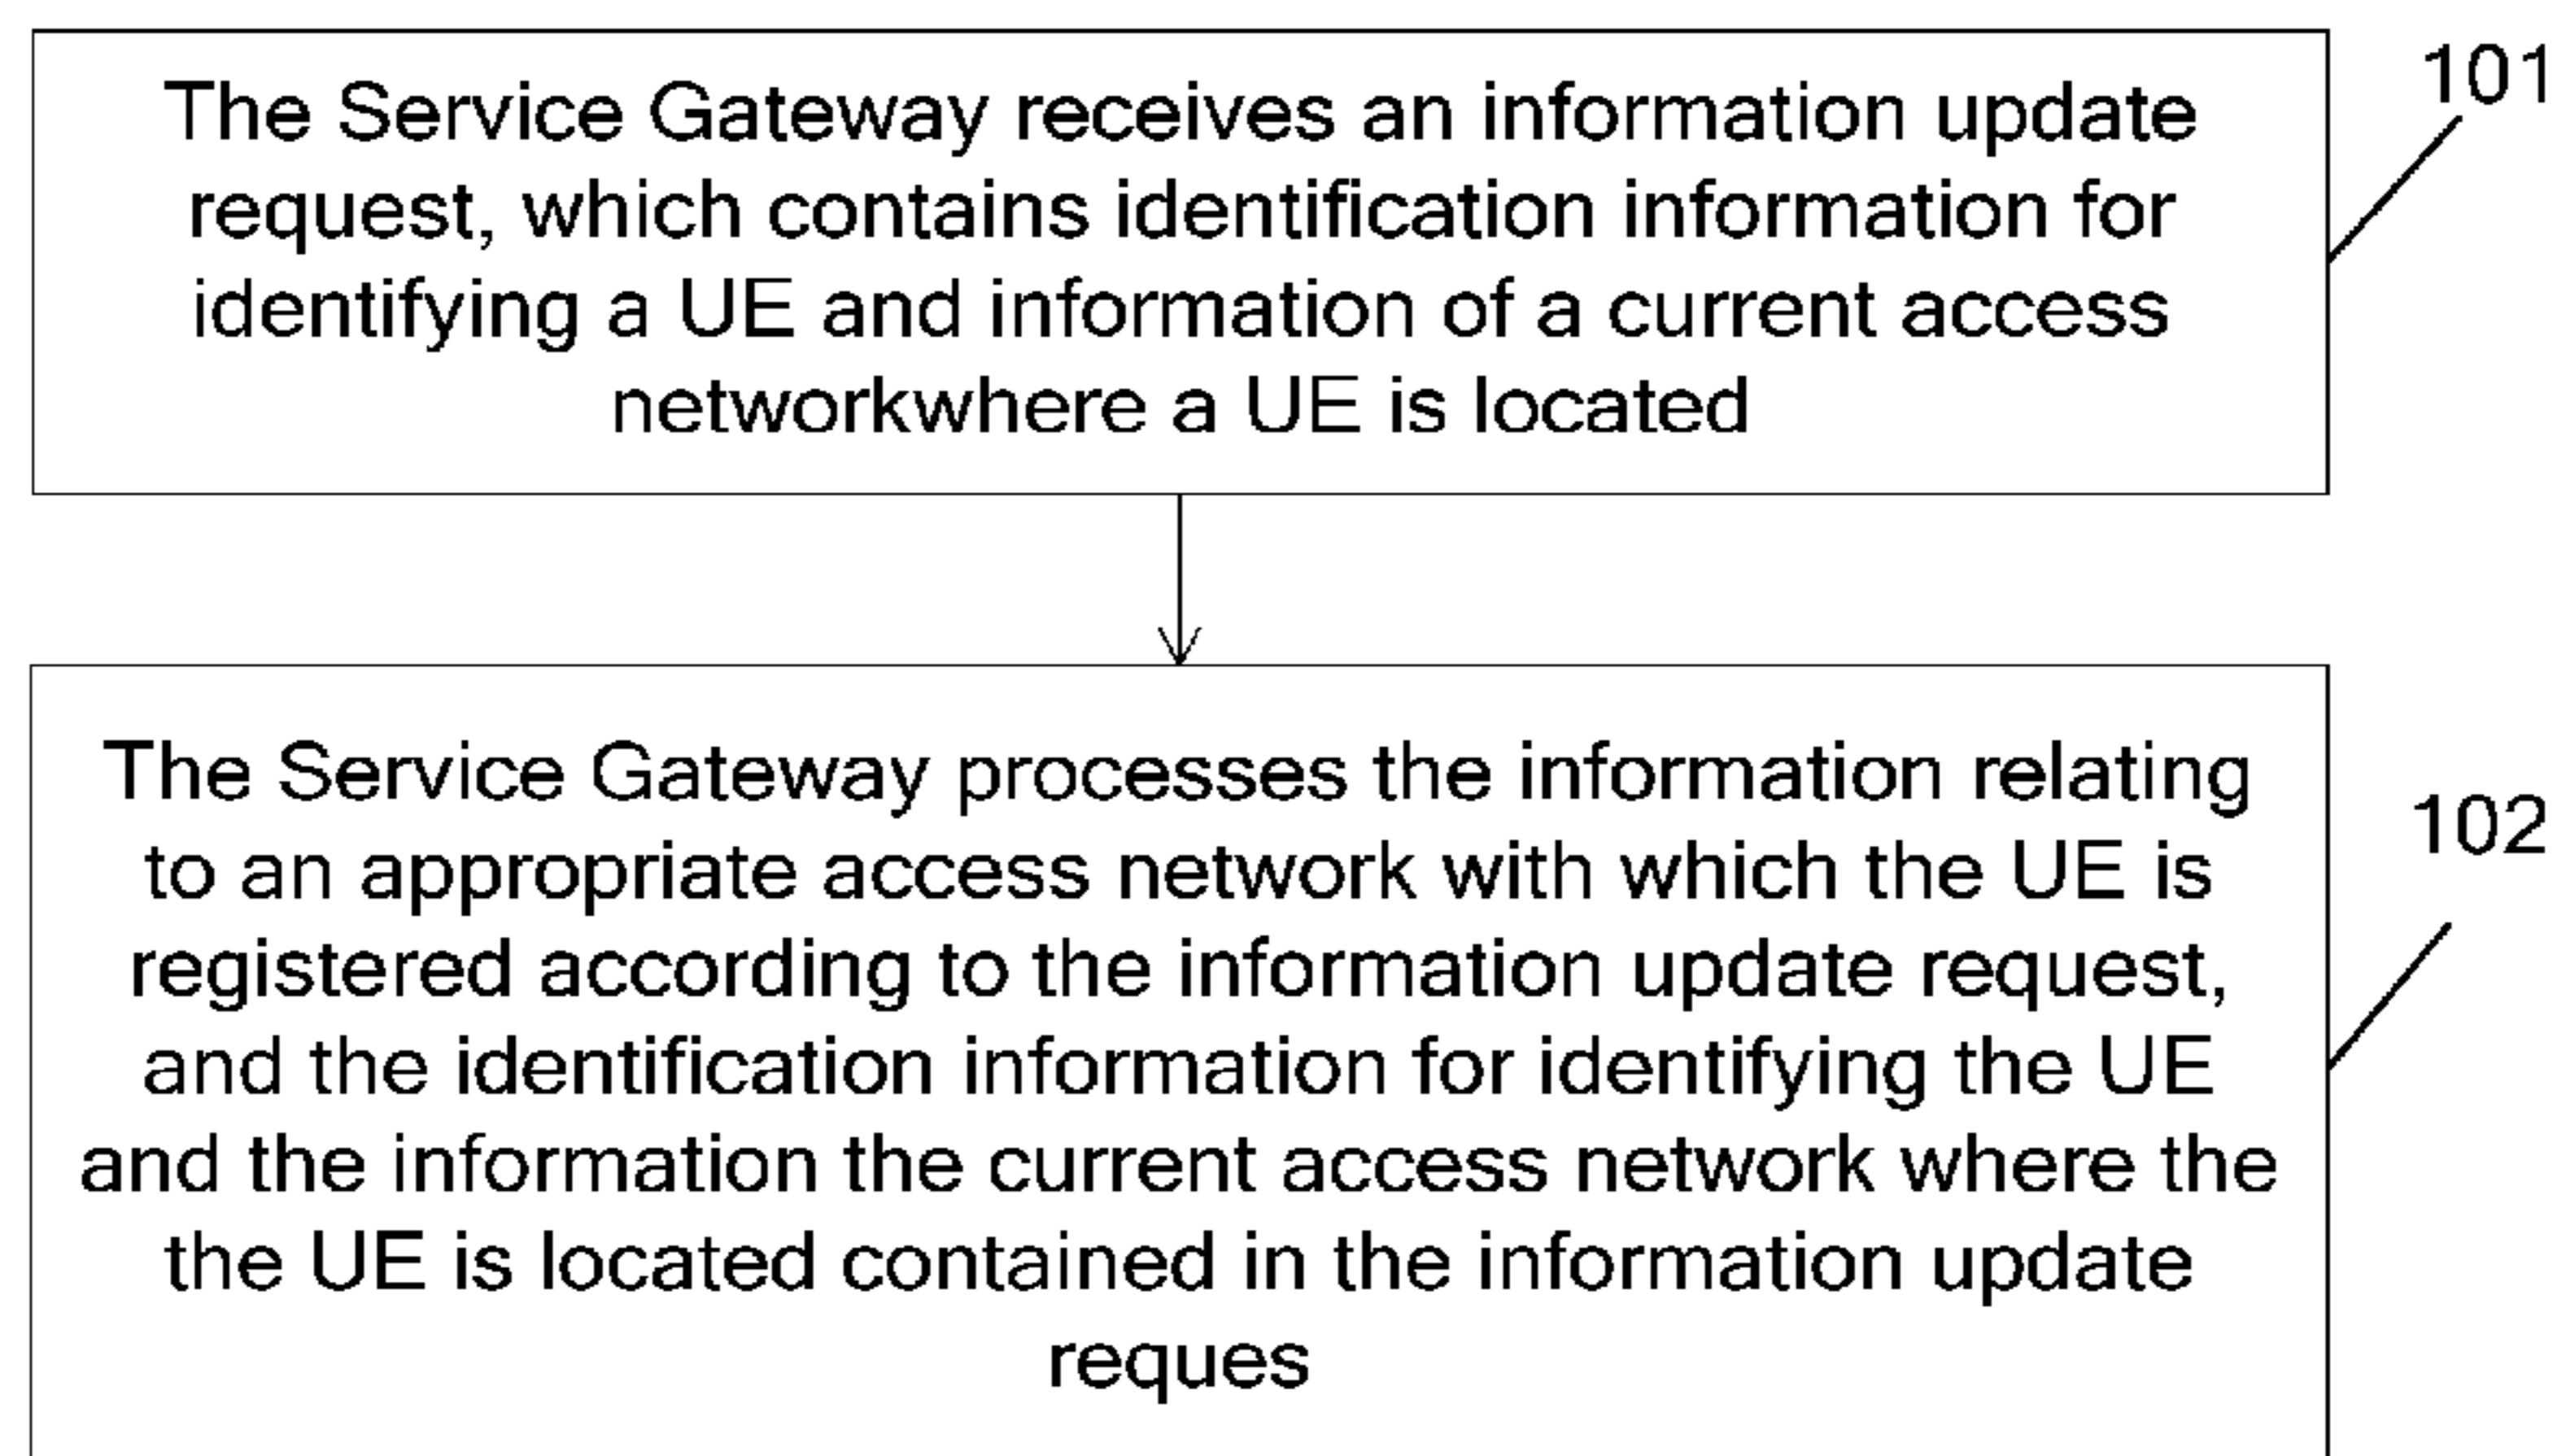 The Service Gateway receives an information update
request, which contains identification information for
identifying a UE and information of a current access
networkwhere a UE is located
101
The Service Gateway processes the information relating
to an appropriate access network with which the UE is
registered according to the information update request,
and the identification information for identifying the UE
and the information the current access network where the
the UE is located contained in the information update
reques
102